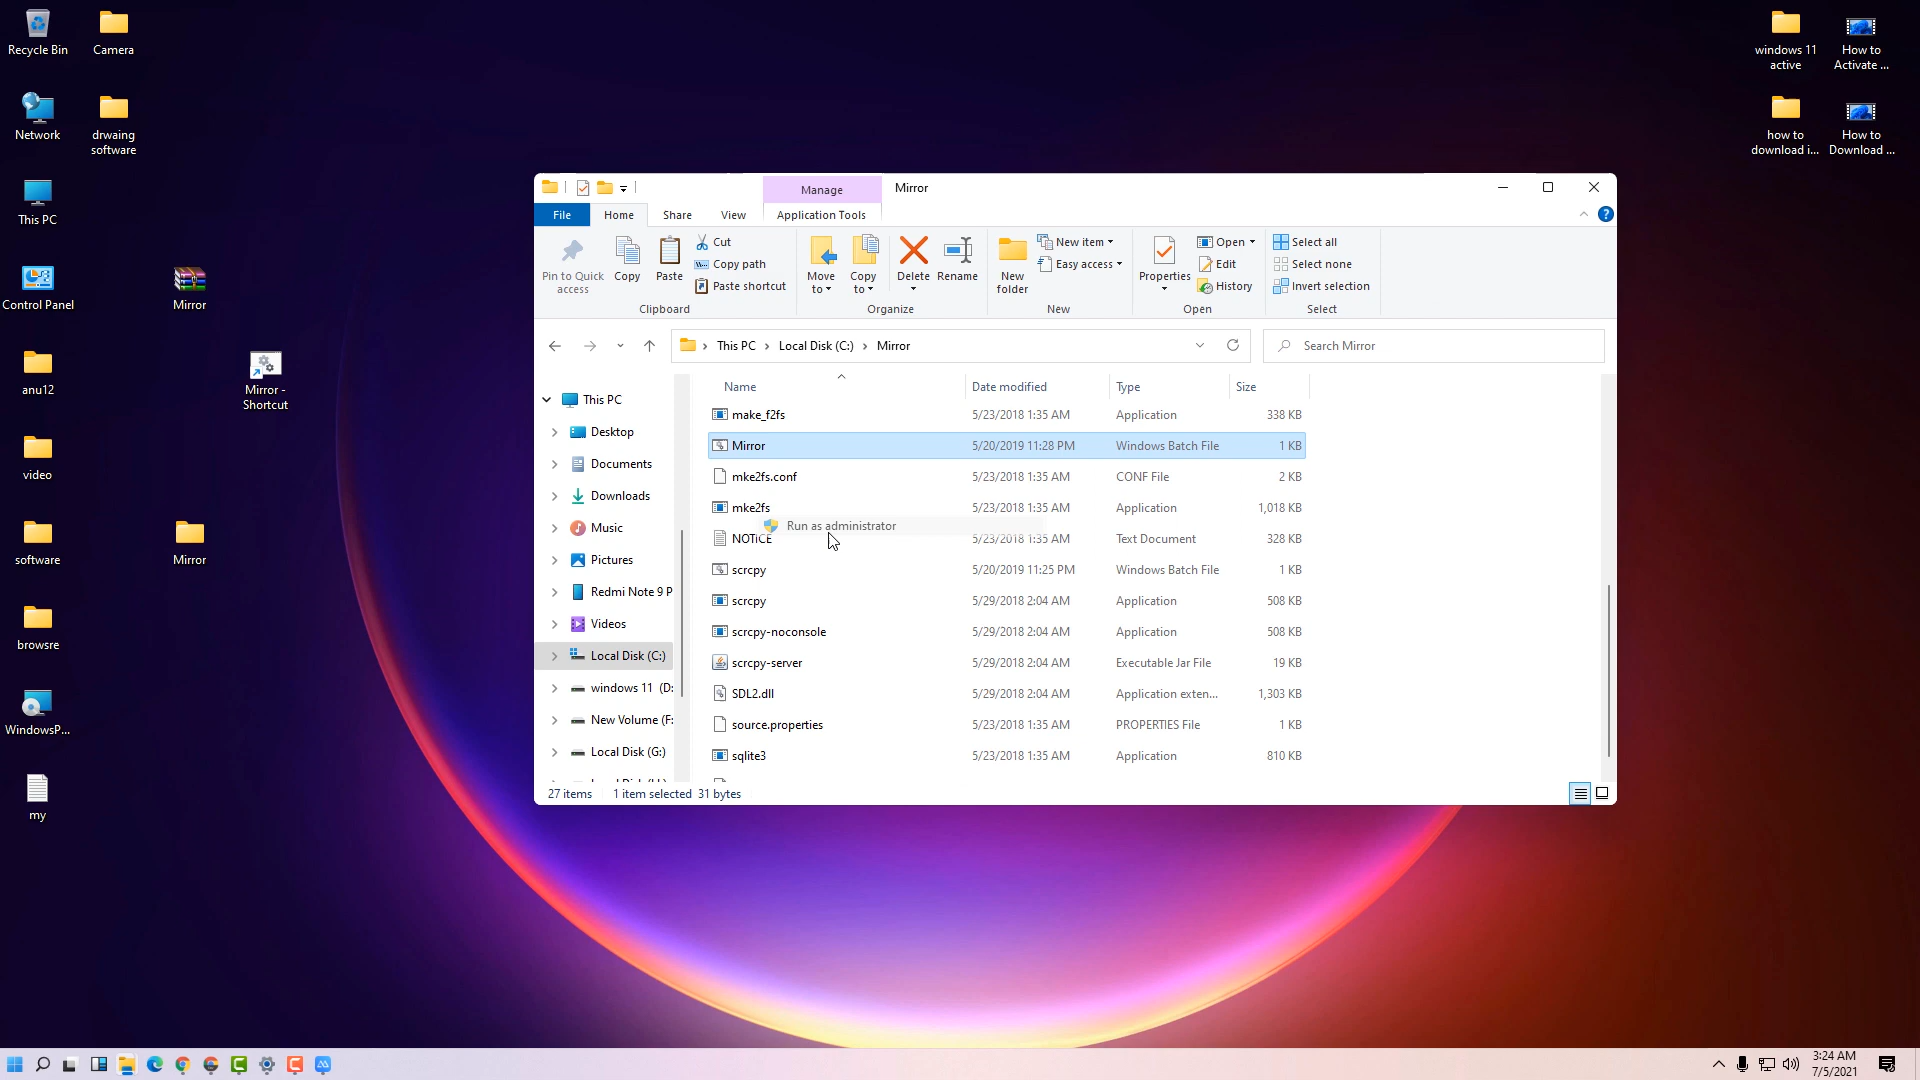 Recycle Bin
Camera
Network
drwaing
software
This PC
Control Panel
Mirror
anu12
Mirror -
Shortcut
video
software
Mirror
browsre
WindowsP...
my
windows 11
active
How to
Activate ...
how to
download i...
How to
Download ...
Manage
Mirror
File
Home
Share
View
Application Tools
Pin to Quick
access
Copy
Paste
Cut
Copy path
Paste shortcut
Clipboard
Move
to
Copy
to
Delete
Rename
Organize
New
folder
New item
Easy access
New
Properties
Open
Edit
History
Open
Select all
Select none
Invert selection
Select
This PC
Local Disk (C:)
Mirror
Search Mirror
This PC
Desktop
Documents
Downloads
Music
Pictures
Redmi Note 9 P
Videos
Local Disk (C:)
windows 11 (D:
New Volume (F:
Local Disk (G:)
Name Date modified Type Size
make_f2fs 5/23/2018 1:35 AM Application 338 KB
Mirror 5/20/2019 11:28 PM Windows Batch File 1 KB
mke2fs.conf 5/23/2018 1:35 AM CONF File 2 KB
mke2fs 5/23/2018 1:35 AM Application 1,018 KB
Run as administrator
NOTICE 5/23/2018 1:35 AM Text Document 328 KB
scrcpy 5/20/2019 11:25 PM Windows Batch File 1 KB
scrcpy 5/29/2018 2:04 AM Application 508 KB
scrcpy-noconsole 5/29/2018 2:04 AM Application 508 KB
scrcpy-server 5/29/2018 2:04 AM Executable Jar File 19 KB
SDL2.dll 5/29/2018 2:04 AM Application exten... 1,303 KB
source.properties 5/23/2018 1:35 AM PROPERTIES File 1 KB
sqlite3 5/23/2018 1:35 AM Application 810 KB
27 items 1 item selected 31 bytes
3:24 AM
7/5/2021